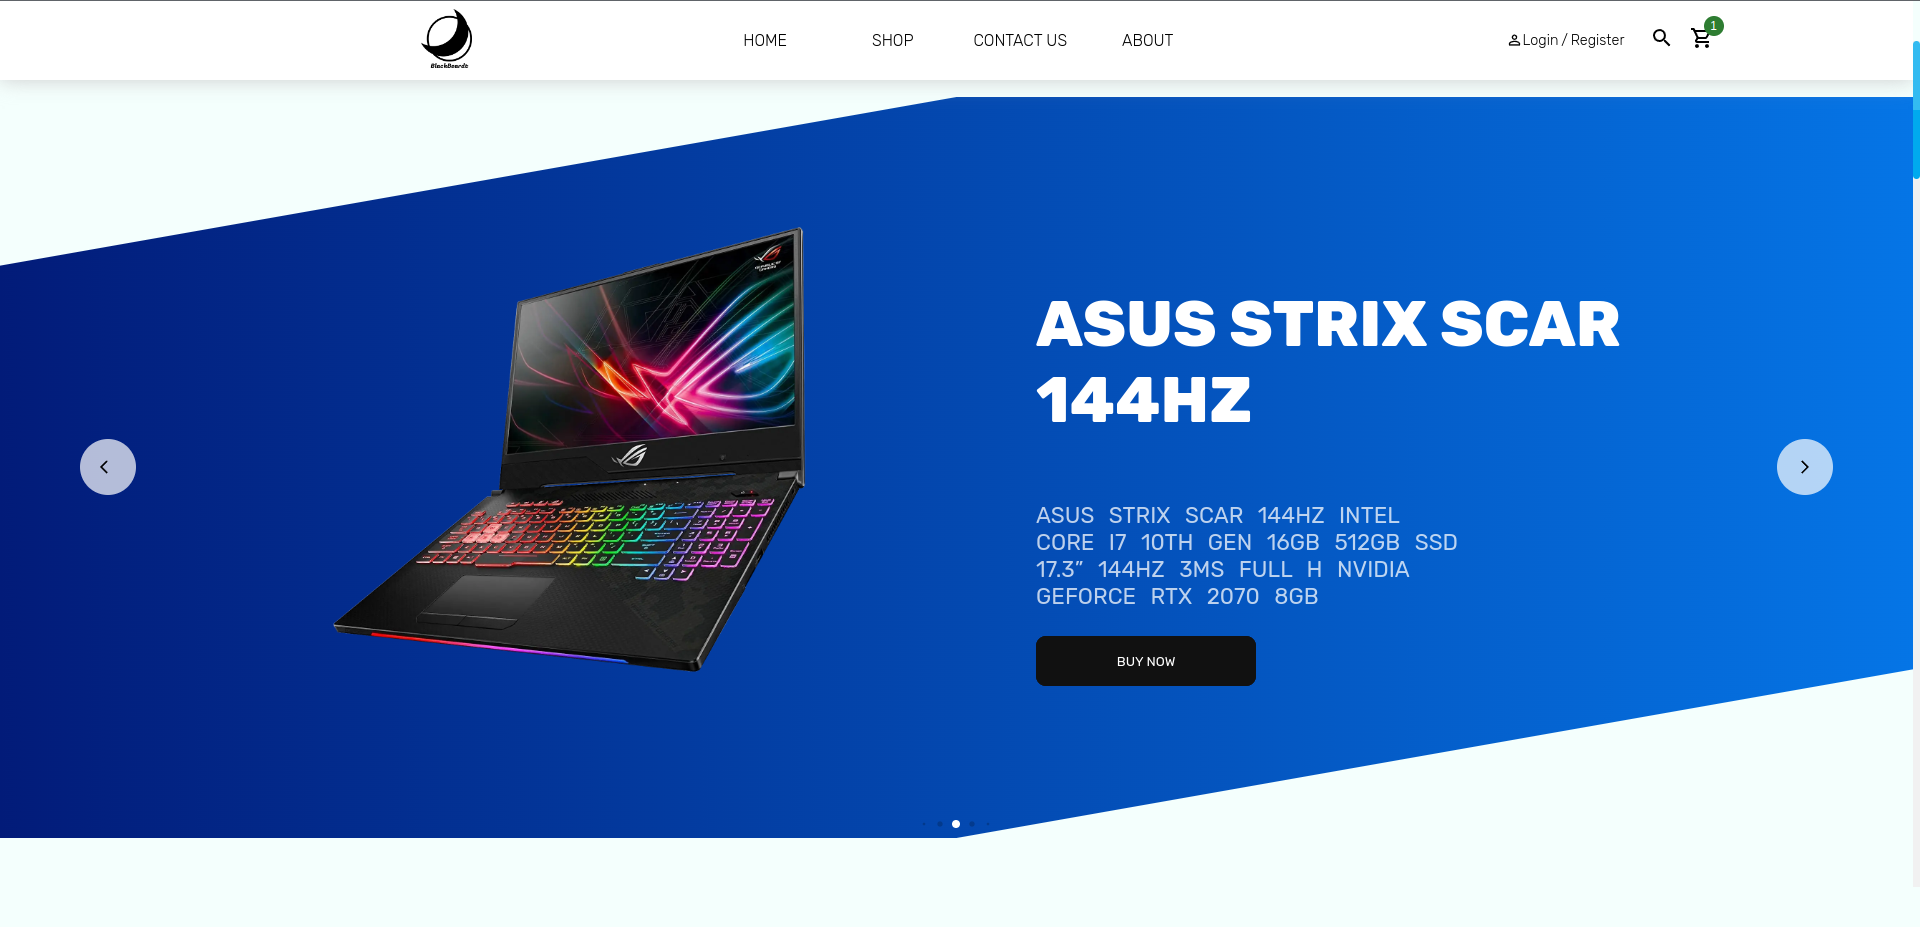 BlackBoards
HOME
SHOP
CONTACT US
ABOUT
Login / Register
1
ASUS STRIX SCAR
144HZ
ASUS STRIX SCAR 144HZ INTEL
CORE I7 10TH GEN 16GB 512GB SSD
17.3” 144HZ 3MS FULL H NVIDIA
GEFORCE RTX 2070 8GB
BUY NOW